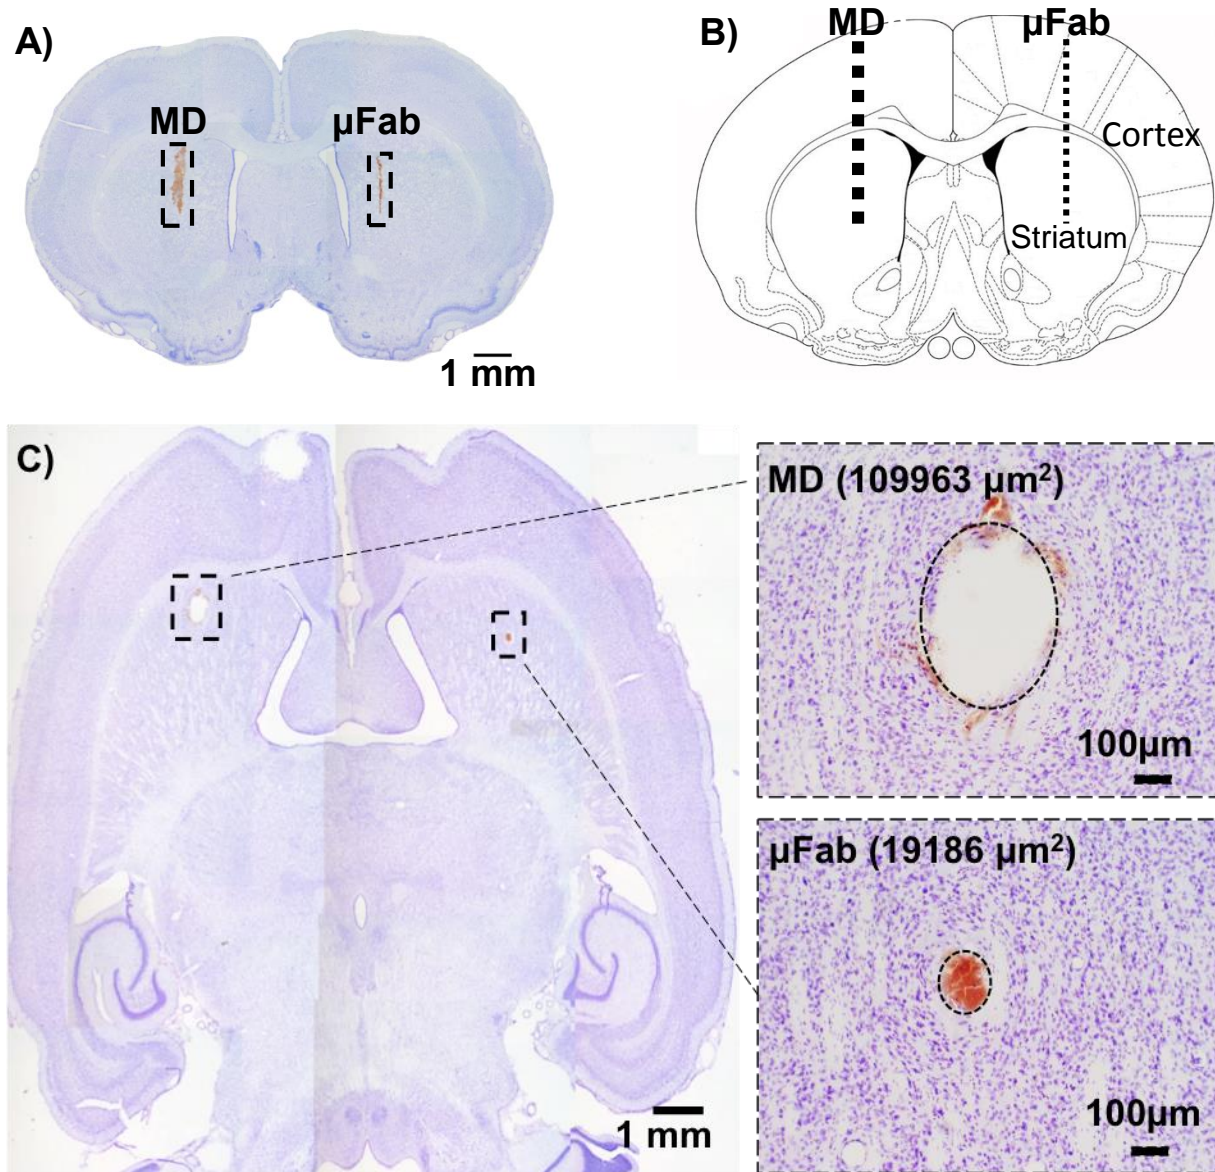 A)
MD
µFab
1 mm
B)
MD
µFab
Cortex
Striatum
C)
1 mm
MD (109963 µm²)
100µm
µFab (19186 µm²)
100µm